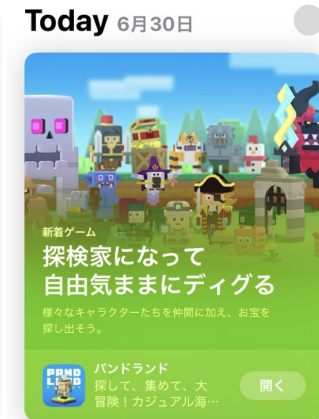 Today 6月30日
新着ゲーム
探検家になって
自由気ままにディグる
様々なキャラクターたちを仲間に加え、お宝を
探し出そう。
PAND
LAND
パンドランド
探して、集めて、大
冒険！カジュアル海…
開く